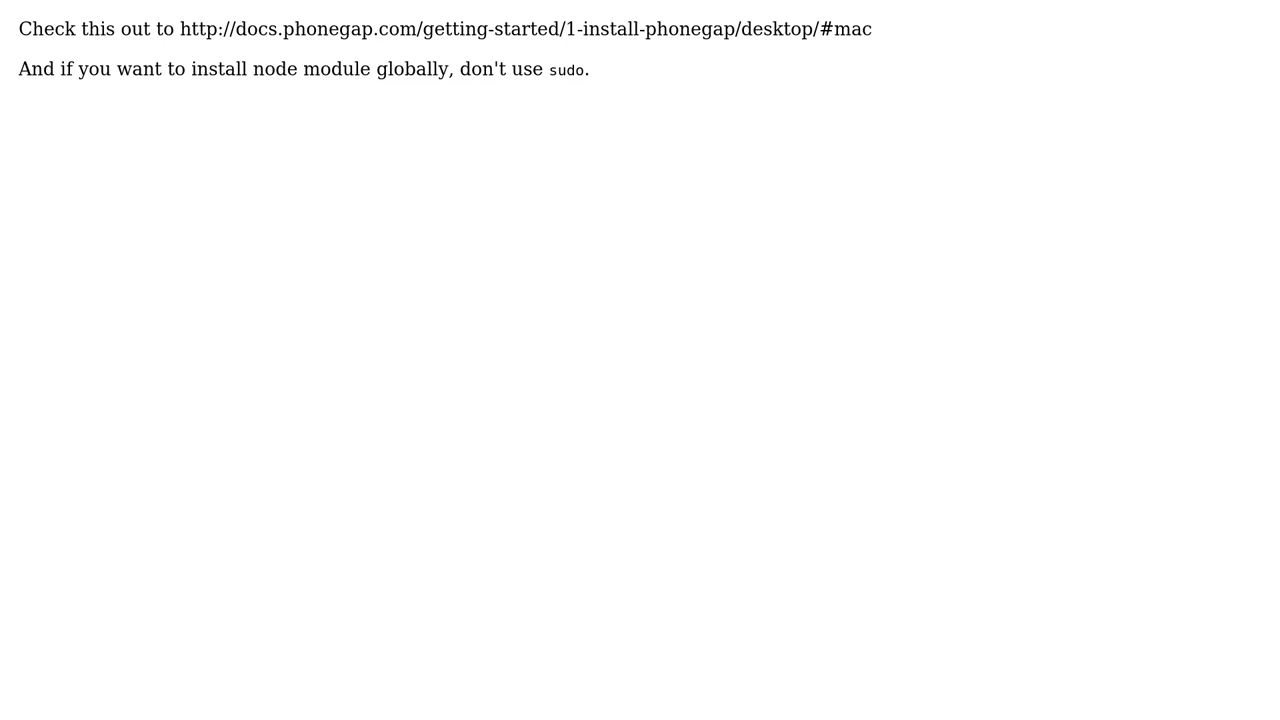 Check this out to http://docs.phonegap.com/getting-started/1-install-phonegap/desktop/#mac
And if you want to install node module globally, don't use sudo.